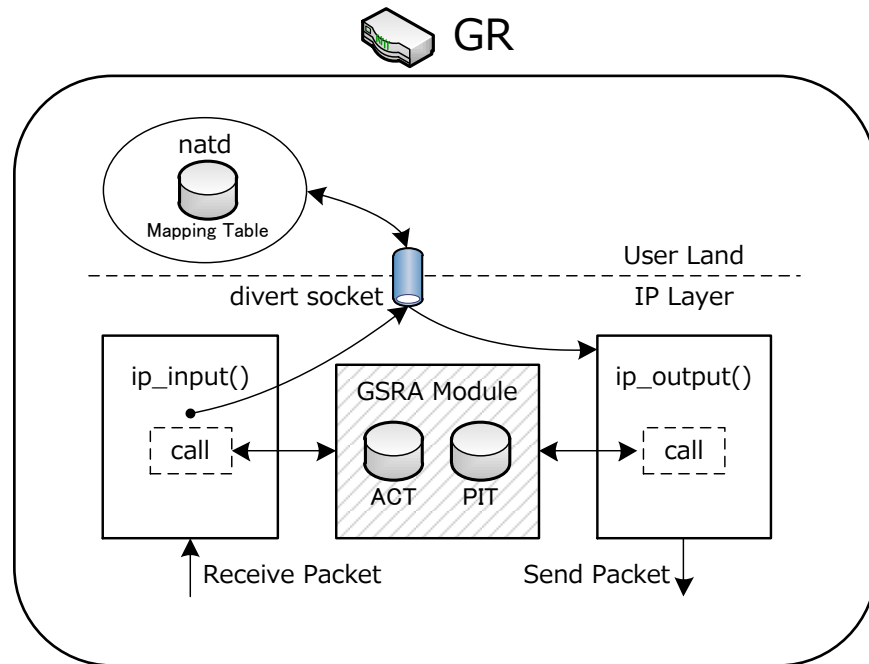 GR
natd
Mapping Table
User Land
divert socket
IP Layer
ip_input()
GSRA Module
ip_output()
call
ACT
PIT
call
Receive Packet
Send Packet